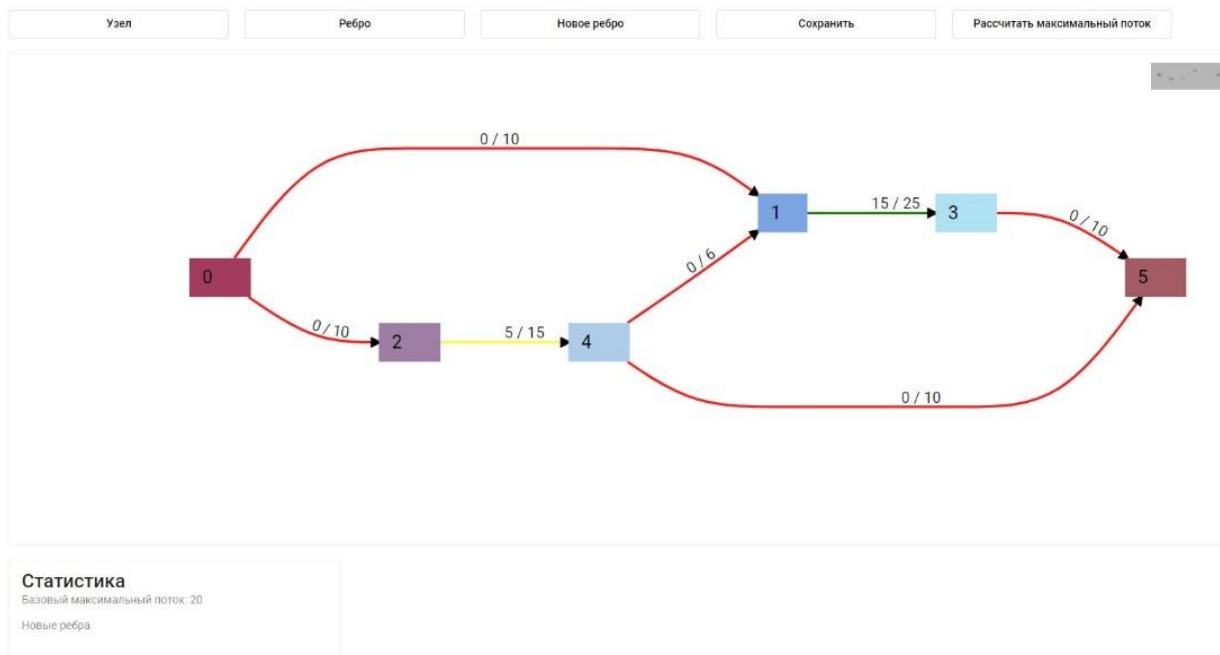 Узел Ребро Новое ребро Сохранить Рассчитать максимальный поток
0 / 10
1
15 / 25
3
0 / 10
0 / 6
0
5
0 / 10
2
5 / 15
4
0 / 10
Статистика
Базовый максимальный поток: 20
Новые ребра